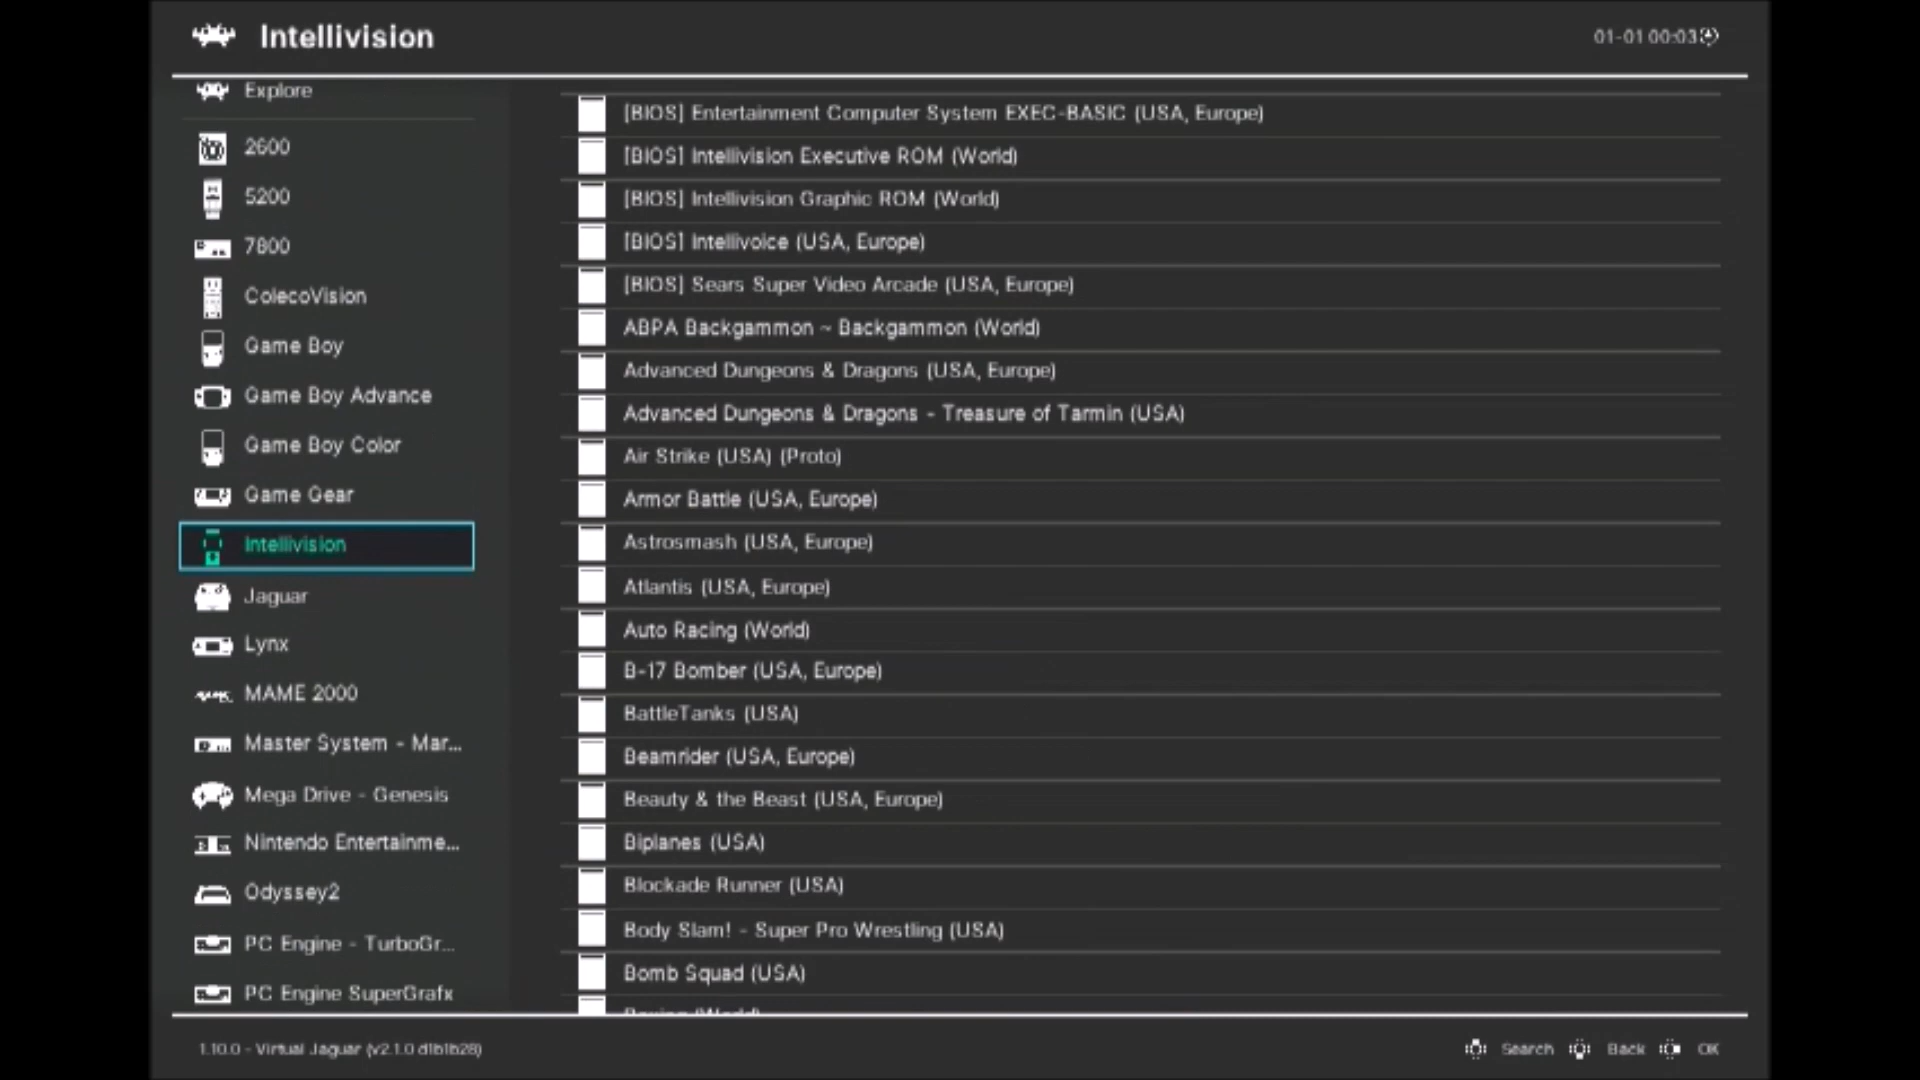 Intellivision
01-01 00:03
Explore
2600
5200
7800
ColecoVision
Game Boy
Game Boy Advance
Game Boy Color
Game Gear
Intellivision
Jaguar
Lynx
MAME 2000
Master System - Mar...
Mega Drive - Genesis
Nintendo Entertainme...
Odyssey2
PC Engine - TurboGr...
PC Engine SuperGrafx
[BIOS] Entertainment Computer System EXEC-BASIC (USA, Europe)
[BIOS] Intellivision Executive ROM (World)
[BIOS] Intellivision Graphic ROM (World)
[BIOS] Intellivoice (USA, Europe)
[BIOS] Sears Super Video Arcade (USA, Europe)
ABPA Backgammon ~ Backgammon (World)
Advanced Dungeons & Dragons (USA, Europe)
Advanced Dungeons & Dragons - Treasure of Tarmin (USA)
Air Strike (USA) (Proto)
Armor Battle (USA, Europe)
Astrosmash (USA, Europe)
Atlantis (USA, Europe)
Auto Racing (World)
B-17 Bomber (USA, Europe)
BattleTanks (USA)
Beamrider (USA, Europe)
Beauty & the Beast (USA, Europe)
Biplanes (USA)
Blockade Runner (USA)
Body Slam! - Super Pro Wrestling (USA)
Bomb Squad (USA)
Boxing (World)
1.10.0 - Virtual Jaguar (v2.1.0 d1b1b28)
Search Back OK